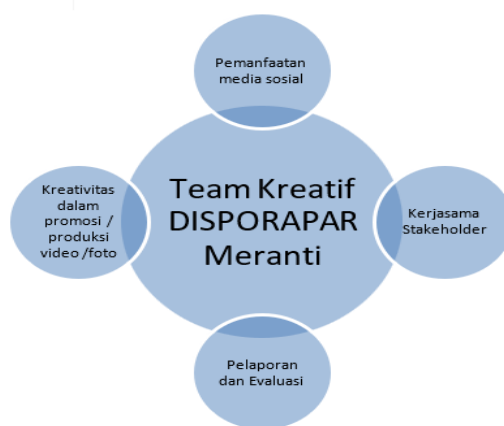 Pemanfaatan
media sosial
Kreativitas
dalam
promosi /
produksi
video /foto
Team Kreatif
DISPORAPAR
Meranti
Kerjasama
Stakeholder
Pelaporan
dan Evaluasi